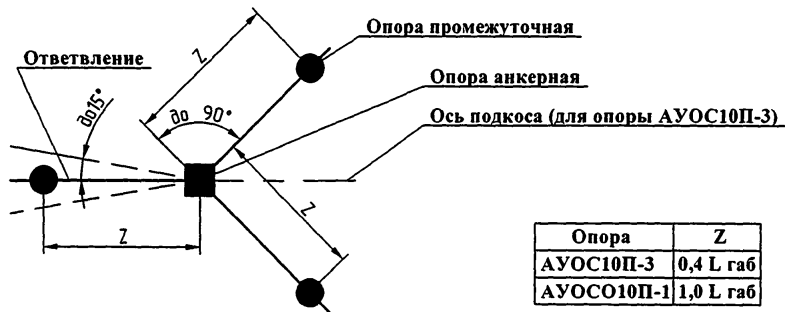 Опора промежуточная
Ответвление
Z
Опора анкерная
до 90°
до 15°
Ось подкоса (для опоры АУОС10П-3)
Z
Z
Опора Z
АУОС10П-3 0,4 L габ
АУОСО10П-1 1,0 L габ